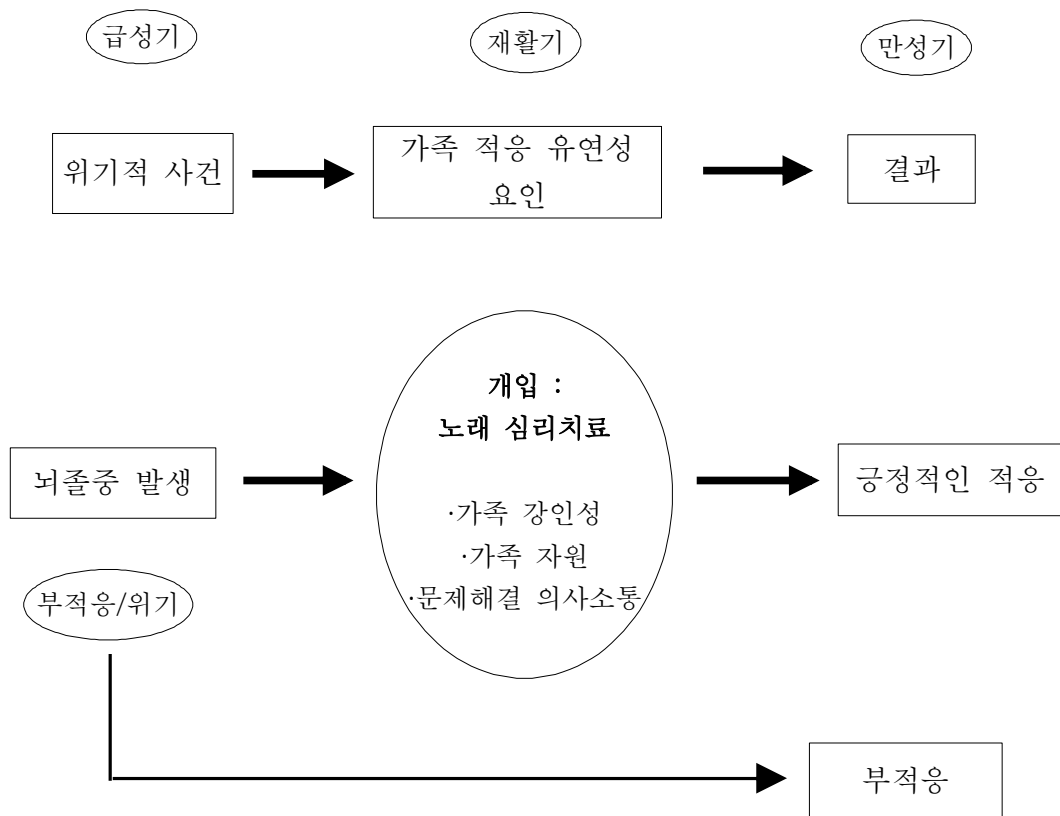 급성기
재활기
만성기
위기적 사건
가족 적응 유연성
요인
결과
개입 :
노래 심리치료
뇌졸중 발생
·가족 강인성
·가족 자원
·문제해결 의사소통
긍정적인 적응
부적응/위기
부적응